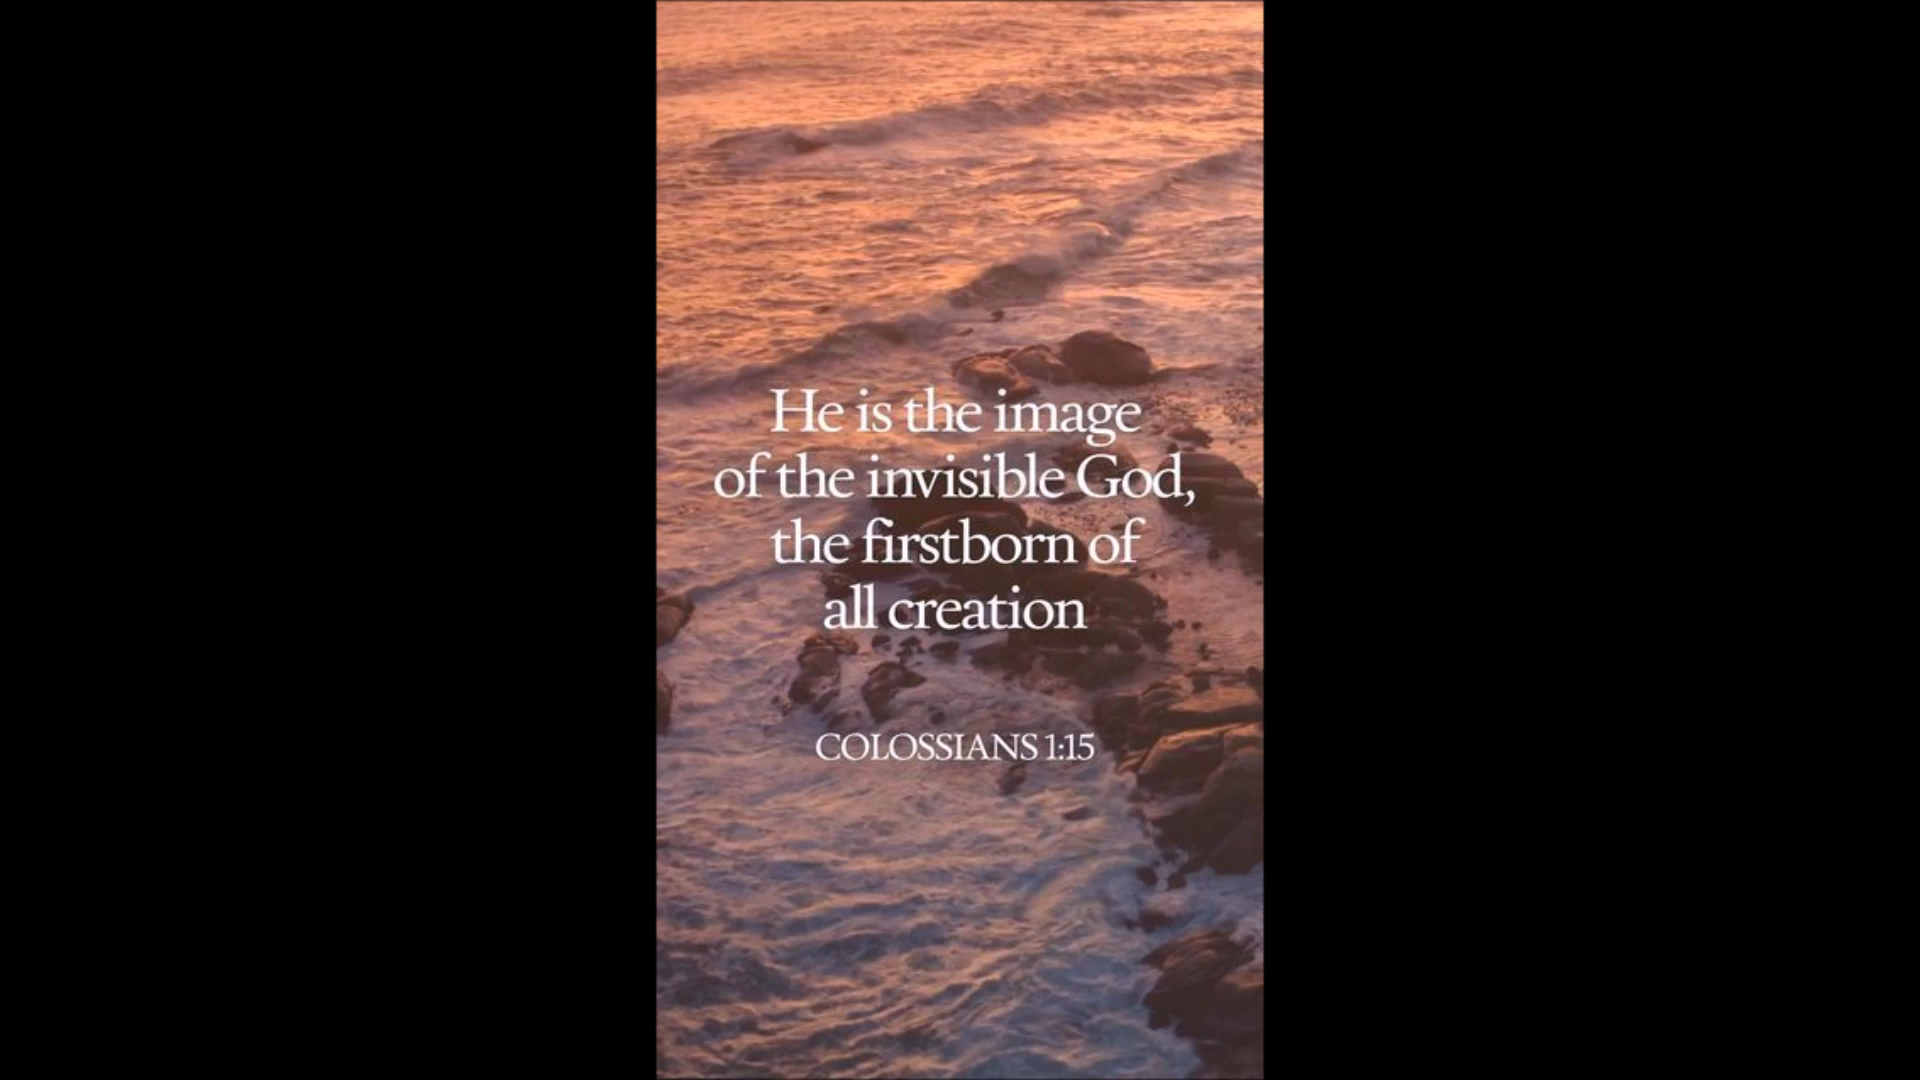 He is the image
of the invisible God,
the firstborn of
all creation
COLOSSIANS 1:15